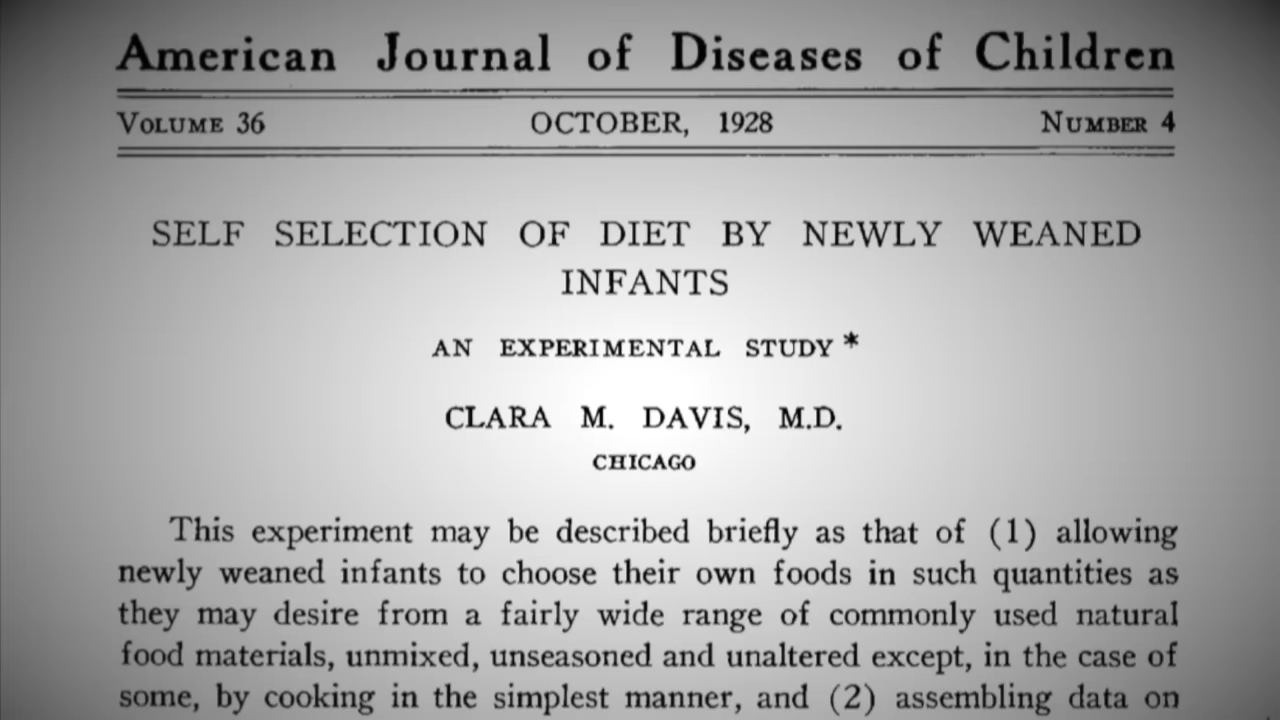 American Journal of Diseases of Children
VOLUME 36 OCTOBER, 1928 NUMBER 4
SELF SELECTION OF DIET BY NEWLY WEANED
INFANTS
AN EXPERIMENTAL STUDY *
CLARA M. DAVIS, M.D.
CHICAGO
This experiment may be described briefly as that of (1) allowing
newly weaned infants to choose their own foods in such quantities as
they may desire from a fairly wide range of commonly used natural
food materials, unmixed, unseasoned and unaltered except, in the case of
some, by cooking in the simplest manner, and (2) assembling data on